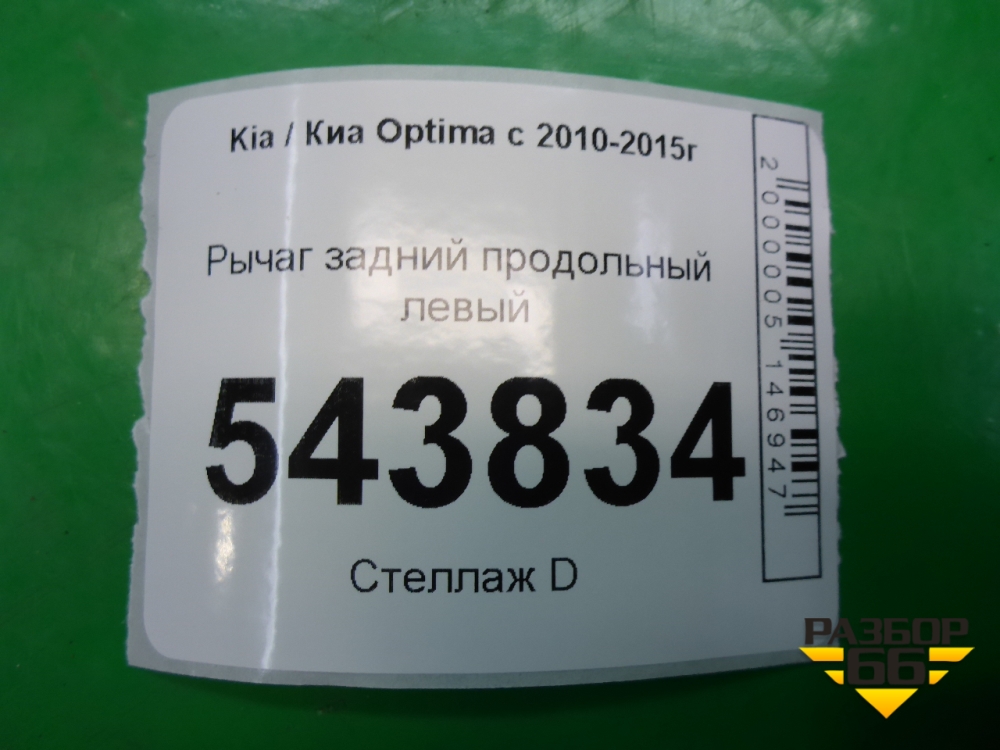 Kia / Киа Optima с 2010-2015г
Рычаг задний продольный
левый
543834
Стеллаж D
2000005146947
РАЗБОР
66